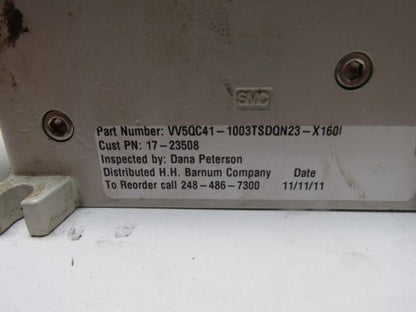 SMC
Part Number: VV5QC41-1003TSDQN23-X160
Cust PN: 17-23508
Inspected by: Dana Peterson
Distributed H.H. Barnum Company Date
To Reorder call 248-486-7300 11/11/11